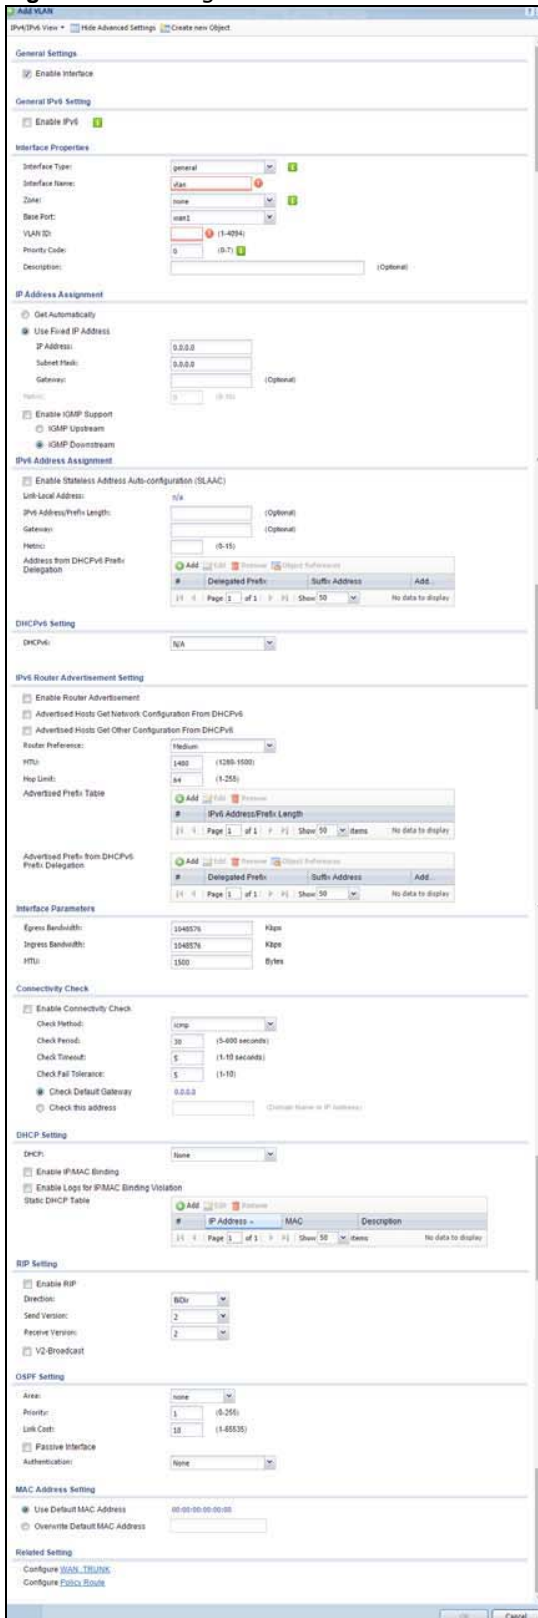 Add VLAN
IPv4/IPv6 View Hide Advanced Settings Create new Object
General Settings
Enable Interface
General IPv6 Setting
Enable IPv6
Interface Properties
Interface Type: general
Interface Name: vlan
Zone: none
Base Port: wan1
VLAN ID: (1-4094)
Priority Code: 0 (0-7)
Description: (Optional)
IP Address Assignment
Get Automatically
Use Fixed IP Address
IP Address: 0.0.0.0
Subnet Mask: 0.0.0.0
Gateway: (Optional)
Metric: 0 (0-15)
Enable IGMP Support
IGMP Upstream
IGMP Downstream
IPv6 Address Assignment
Enable Stateless Address Auto-configuration (SLAAC)
Link-Local Address: n/a
IPv6 Address/Prefix Length: (Optional)
Gateway: (Optional)
Metric: (0-15)
Address from DHCPv6 Prefix Delegation
Add Edit Remove Object References
# Delegated Prefix Suffix Address Add...
Page 1 of 1 Show 50 No data to display
DHCPv6 Setting
DHCPv6: N/A
IPv6 Router Advertisement Setting
Enable Router Advertisement
Advertised Hosts Get Network Configuration From DHCPv6
Advertised Hosts Get Other Configuration From DHCPv6
Router Preference: Medium
MTU: 1480 (1280-1500)
Hop Limit: 64 (1-255)
Advertised Prefix Table
Add Edit Remove
# IPv6 Address/Prefix Length
Page 1 of 1 Show 50 items No data to display
Advertised Prefix from DHCPv6 Prefix Delegation
Add Edit Remove Object References
# Delegated Prefix Suffix Address Add...
Page 1 of 1 Show 50 No data to display
Interface Parameters
Egress Bandwidth: 1048576 Kbps
Ingress Bandwidth: 1048576 Kbps
MTU: 1500 Bytes
Connectivity Check
Enable Connectivity Check
Check Method: icmp
Check Period: 30 (5-600 seconds)
Check Timeout: 5 (1-10 seconds)
Check Fail Tolerance: 5 (1-10)
Check Default Gateway 0.0.0.0
Check this address (Domain Name or IP Address)
DHCP Setting
DHCP: None
Enable IP/MAC Binding
Enable Logs for IP/MAC Binding Violation
Static DHCP Table
Add Edit Remove
# IP Address MAC Description
Page 1 of 1 Show 50 items No data to display
RIP Setting
Enable RIP
Direction: BiDir
Send Version: 2
Receive Version: 2
V2-Broadcast
OSPF Setting
Area: none
Priority: 1 (0-255)
Link Cost: 10 (1-65535)
Passive Interface
Authentication: None
MAC Address Setting
Use Default MAC Address 00:00:00:00:00:00
Overwrite Default MAC Address
Related Setting
Configure WAN_TRUNK
Configure Policy Route
OK Cancel